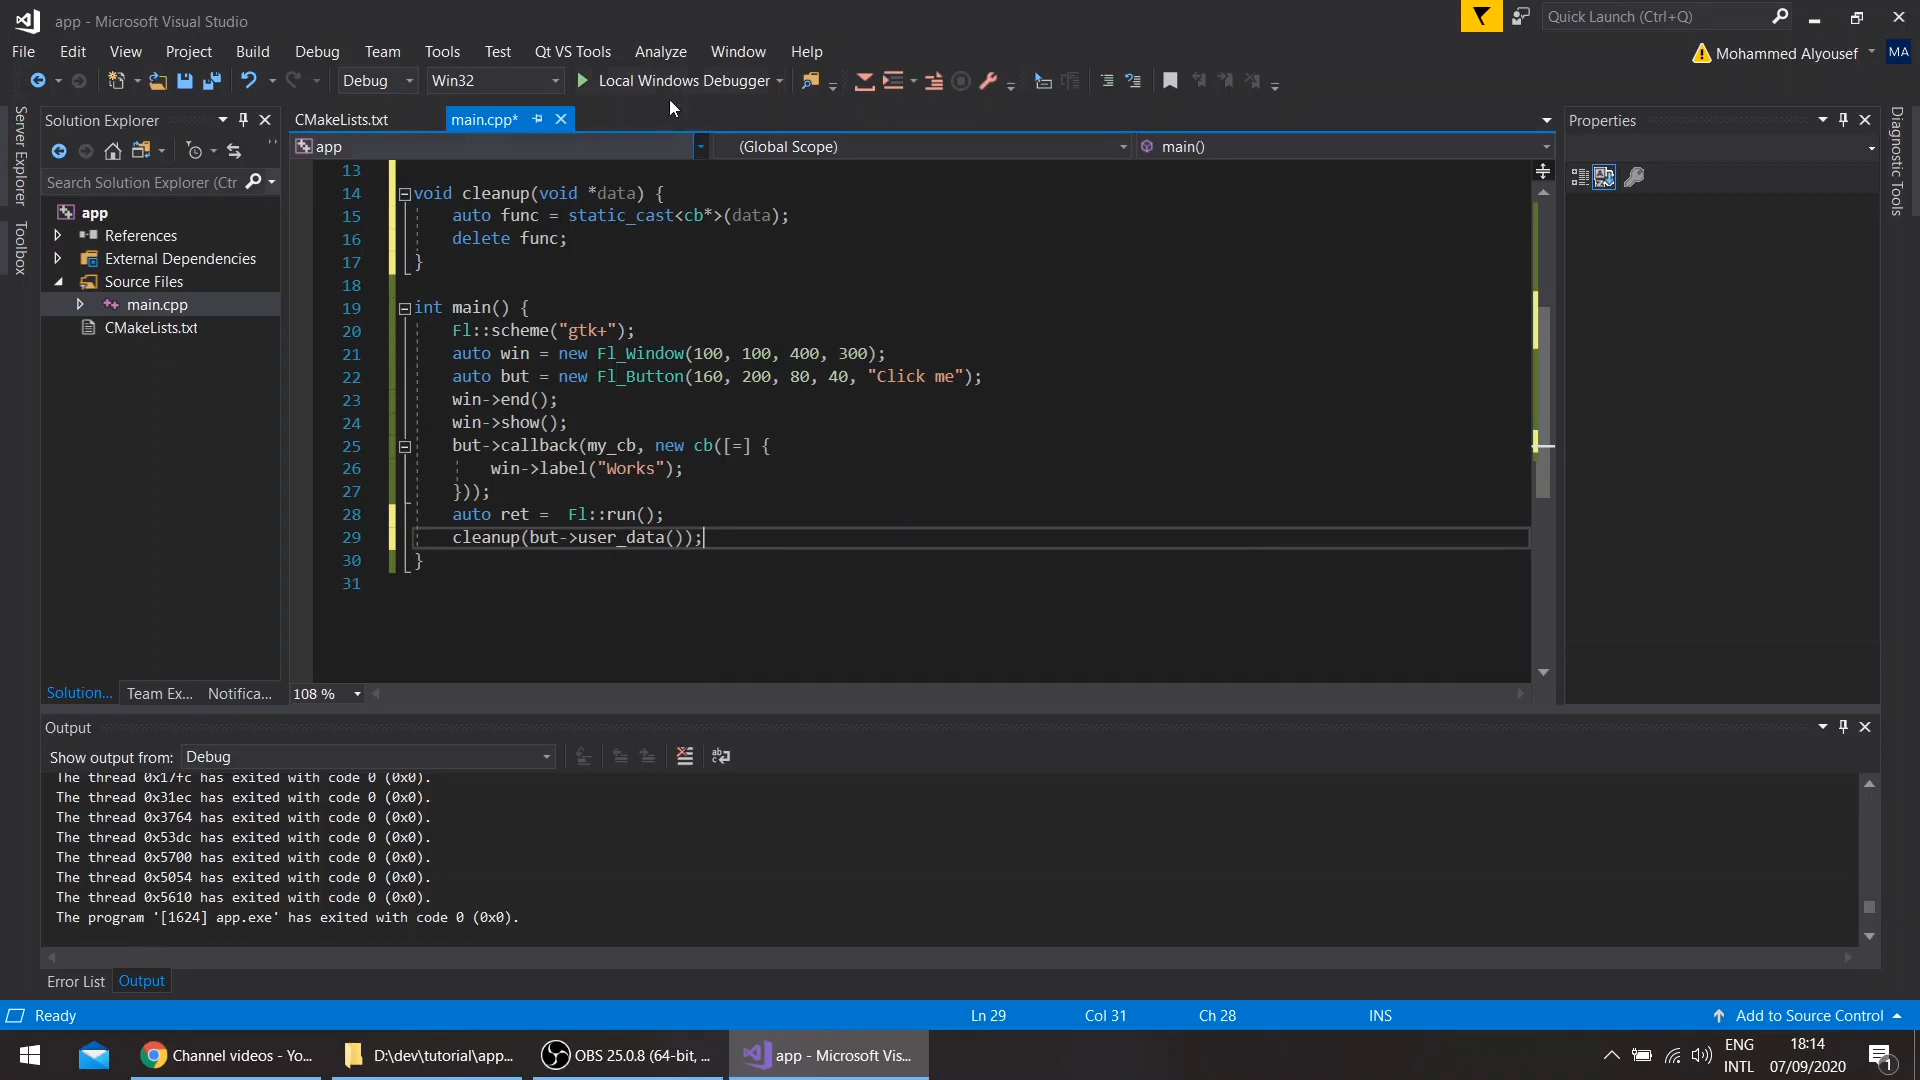 app - Microsoft Visual Studio
Quick Launch (Ctrl+Q)
File Edit View Project Build Debug Team Tools Test Qt VS Tools Analyze Window Help
Mohammed Alyousef MA
Debug Win32 Local Windows Debugger
Server Explorer
Toolbox
Solution Explorer
Search Solution Explorer (Ctr
app
References
External Dependencies
Source Files
main.cpp
CMakeLists.txt
Solution... Team Ex... Notifica...
CMakeLists.txt main.cpp*
app (Global Scope) main()
13
14 void cleanup(void *data) {
15 auto func = static_cast<cb*>(data);
16 delete func;
17 }
18
19 int main() {
20 Fl::scheme("gtk+");
21 auto win = new Fl_Window(100, 100, 400, 300);
22 auto but = new Fl_Button(160, 200, 80, 40, "Click me");
23 win->end();
24 win->show();
25 but->callback(my_cb, new cb([=] {
26 win->label("Works");
27 }));
28 auto ret =  Fl::run();
29 cleanup(but->user_data());
30 }
31
108 %
Properties
Diagnostic Tools
Output
Show output from: Debug
The thread 0x17fc has exited with code 0 (0x0).
The thread 0x31ec has exited with code 0 (0x0).
The thread 0x3764 has exited with code 0 (0x0).
The thread 0x53dc has exited with code 0 (0x0).
The thread 0x5700 has exited with code 0 (0x0).
The thread 0x5054 has exited with code 0 (0x0).
The thread 0x5610 has exited with code 0 (0x0).
The program '[1624] app.exe' has exited with code 0 (0x0).
Error List Output
Ready Ln 29 Col 31 Ch 28 INS Add to Source Control
Channel videos - Yo... D:\dev\tutorial\app... OBS 25.0.8 (64-bit, ... app - Microsoft Vis...
ENG 18:14
INTL 07/09/2020
1